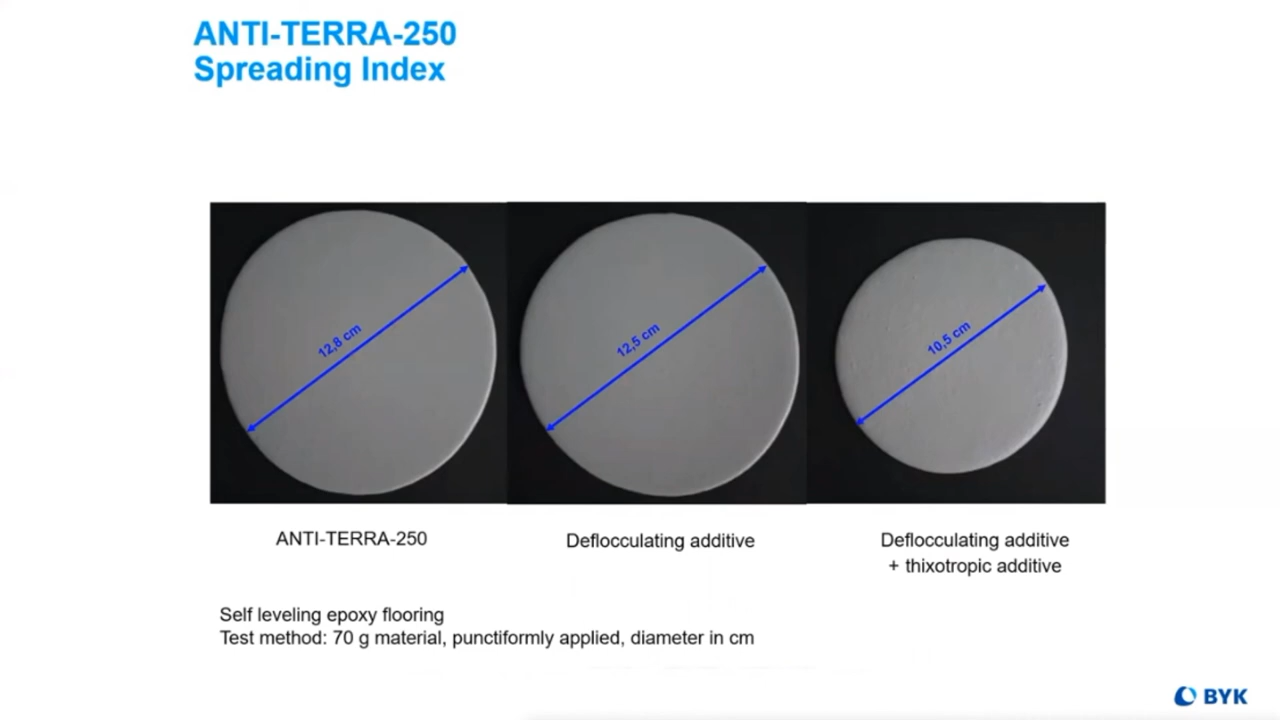 ANTI-TERRA-250
Spreading Index
12,8 cm
12,5 cm
10,5 cm
ANTI-TERRA-250
Deflocculating additive
Deflocculating additive
+ thixotropic additive
Self leveling epoxy flooring
Test method: 70 g material, punctiformly applied, diameter in cm
BYK